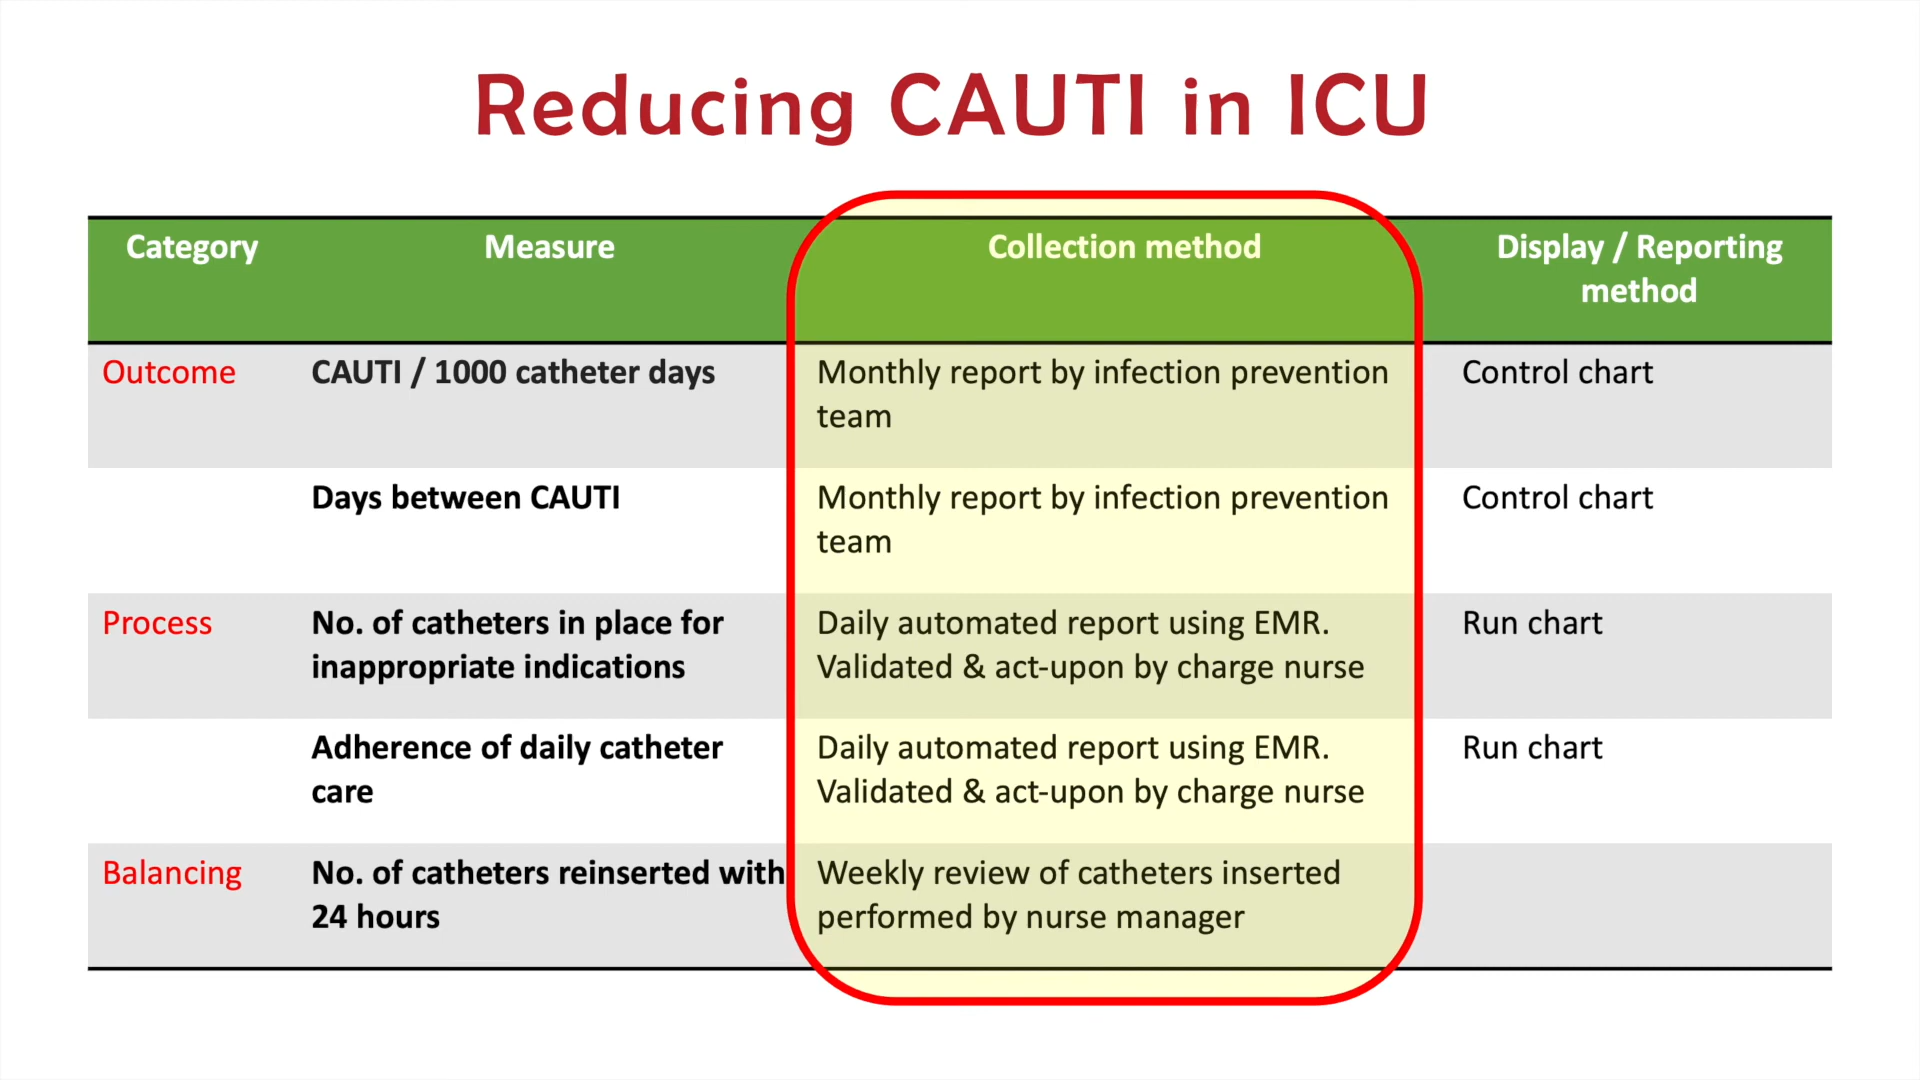 Reducing CAUTI in ICU
Category
Measure
Collection method
Display / Reporting
method
Outcome
CAUTI / 1000 catheter days
Monthly report by infection prevention
team
Control chart
Days between CAUTI
Monthly report by infection prevention
team
Control chart
Process
No. of catheters in place for
inappropriate indications
Daily automated report using EMR.
Validated & act-upon by charge nurse
Run chart
Adherence of daily catheter
care
Daily automated report using EMR.
Validated & act-upon by charge nurse
Run chart
Balancing
No. of catheters reinserted with
24 hours
Weekly review of catheters inserted
performed by nurse manager